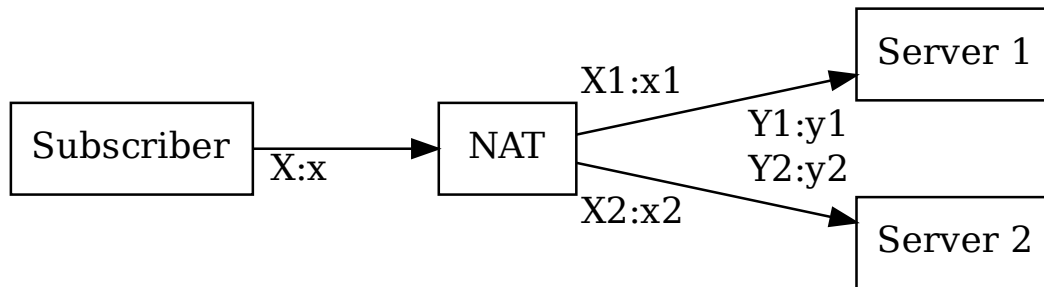 Server 1
X1:x1
Y1:y1
Subscriber
NAT
X:x
Y2:y2
X2:x2
Server 2